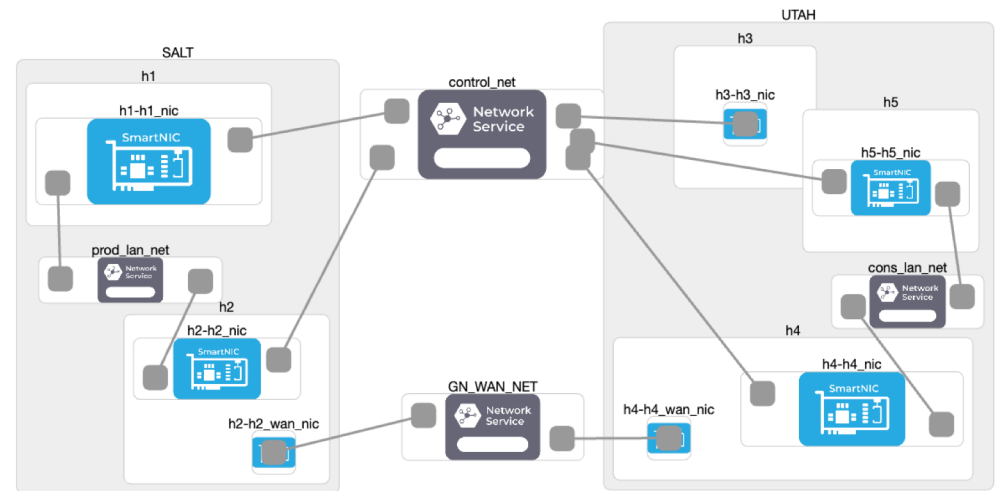 UTAH
SALT
h3
h1
control_net
h3-h3_nic
h1-h1_nic
h5
Network
Service
SmartNIC
h5-h5_nic
SmartNIC
prod_lan_net
Network
Service
cons_lan_net
Network
Service
h2
h2-h2_nic
h4
SmartNIC
h4-h4_nic
GN_WAN_NET
SmartNIC
Network
Service
h2-h2_wan_nic
h4-h4_wan_nic